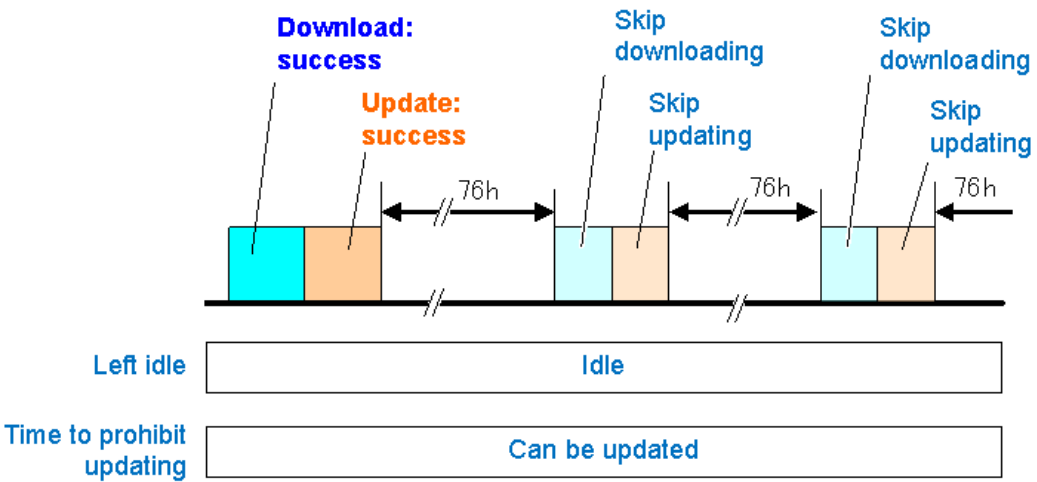 Download:
success
Update:
success
Skip
downloading
Skip
updating
Skip
downloading
Skip
updating
76h
76h
76h
Left idle
Idle
Time to prohibit
updating
Can be updated